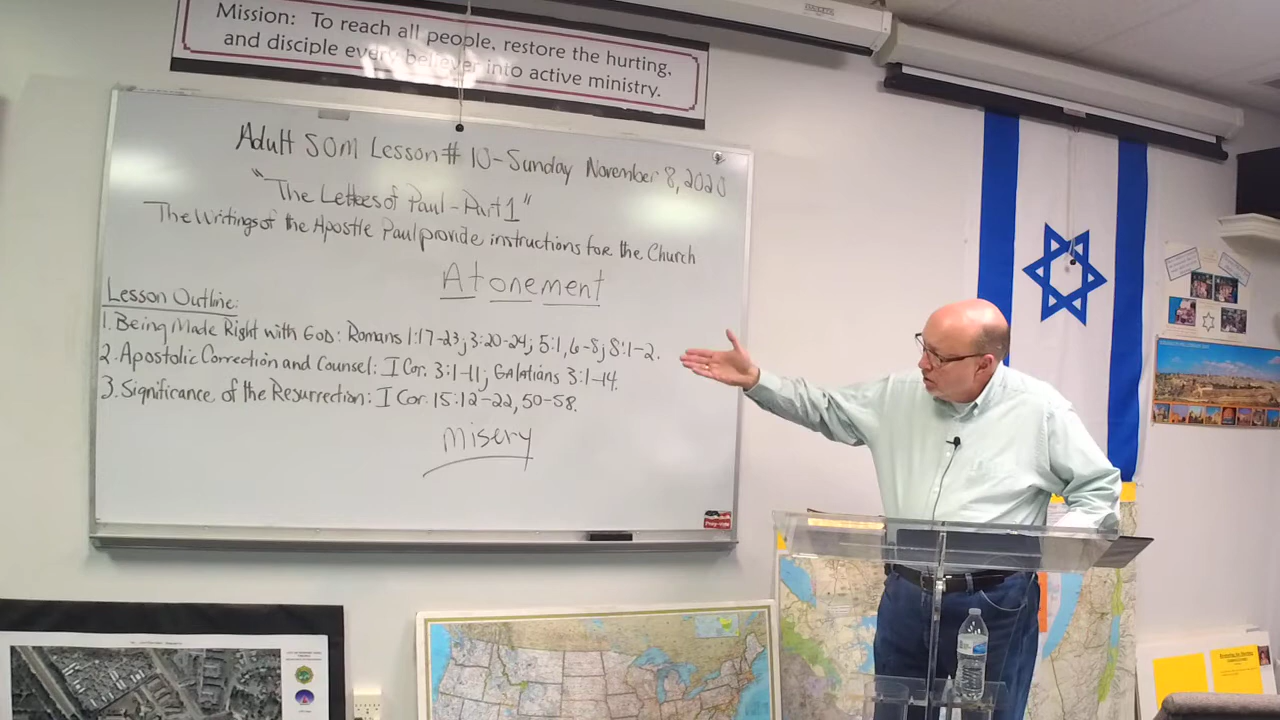 Mission: To reach all people, restore the hurting,
and disciple every believer into active ministry.
Adult SOM Lesson # 10-Sunday November 8, 2020
"The Letters of Paul-Part 1"
The Writings of the Apostle Paul provide instructions for the Church
Atonement
Lesson Outline:
1. Being Made Right with God: Romans 1:17-23; 3:20-24; 5:1, 6-8; 8:1-2.
2. Apostolic Correction and Counsel: I Cor. 3:1-11; Galatians 3:1-14.
3. Significance of the Resurrection: I Cor. 15:12-22, 50-58.
Misery